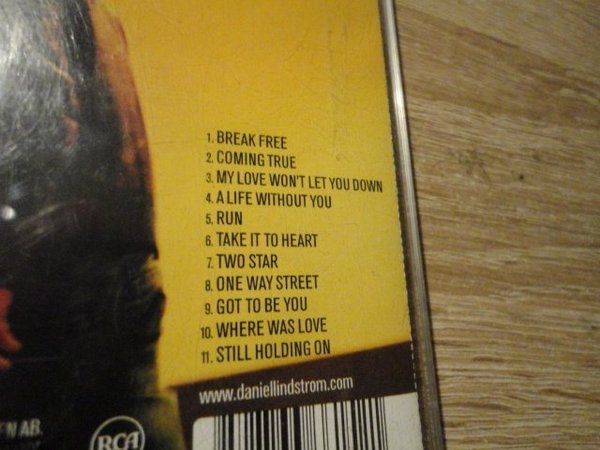 1. BREAK FREE
2. COMING TRUE
3. MY LOVE WON'T LET YOU DOWN
4. A LIFE WITHOUT YOU
5. RUN
6. TAKE IT TO HEART
7. TWO STAR
8. ONE WAY STREET
9. GOT TO BE YOU
10. WHERE WAS LOVE
11. STILL HOLDING ON
www.daniellindstrom.com
EN AB.
RCA